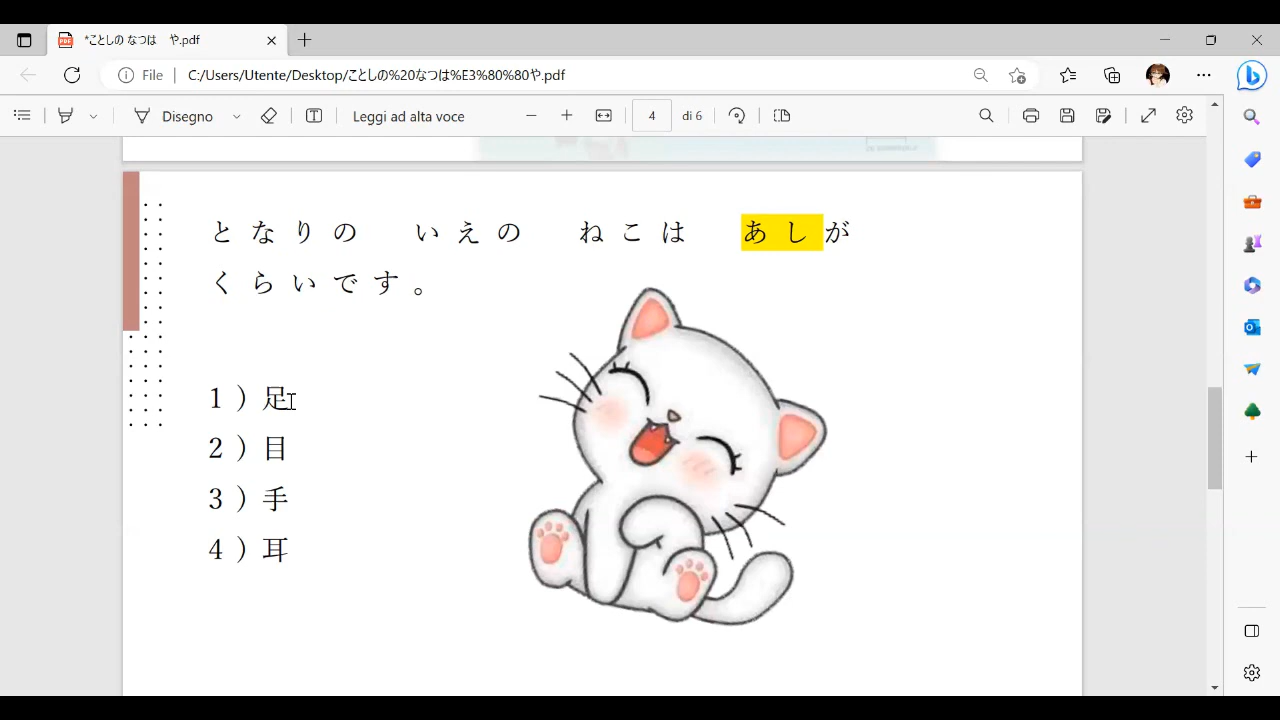 *ことしの なつは　や.pdf
File
C:/Users/Utente/Desktop/ことしの%20なつは%E3%80%80や.pdf
Disegno
Leggi ad alta voce
4
di 6
となりの　いえの　ねこは　あしが
くらいです。
1）足
2）目
3）手
4）耳